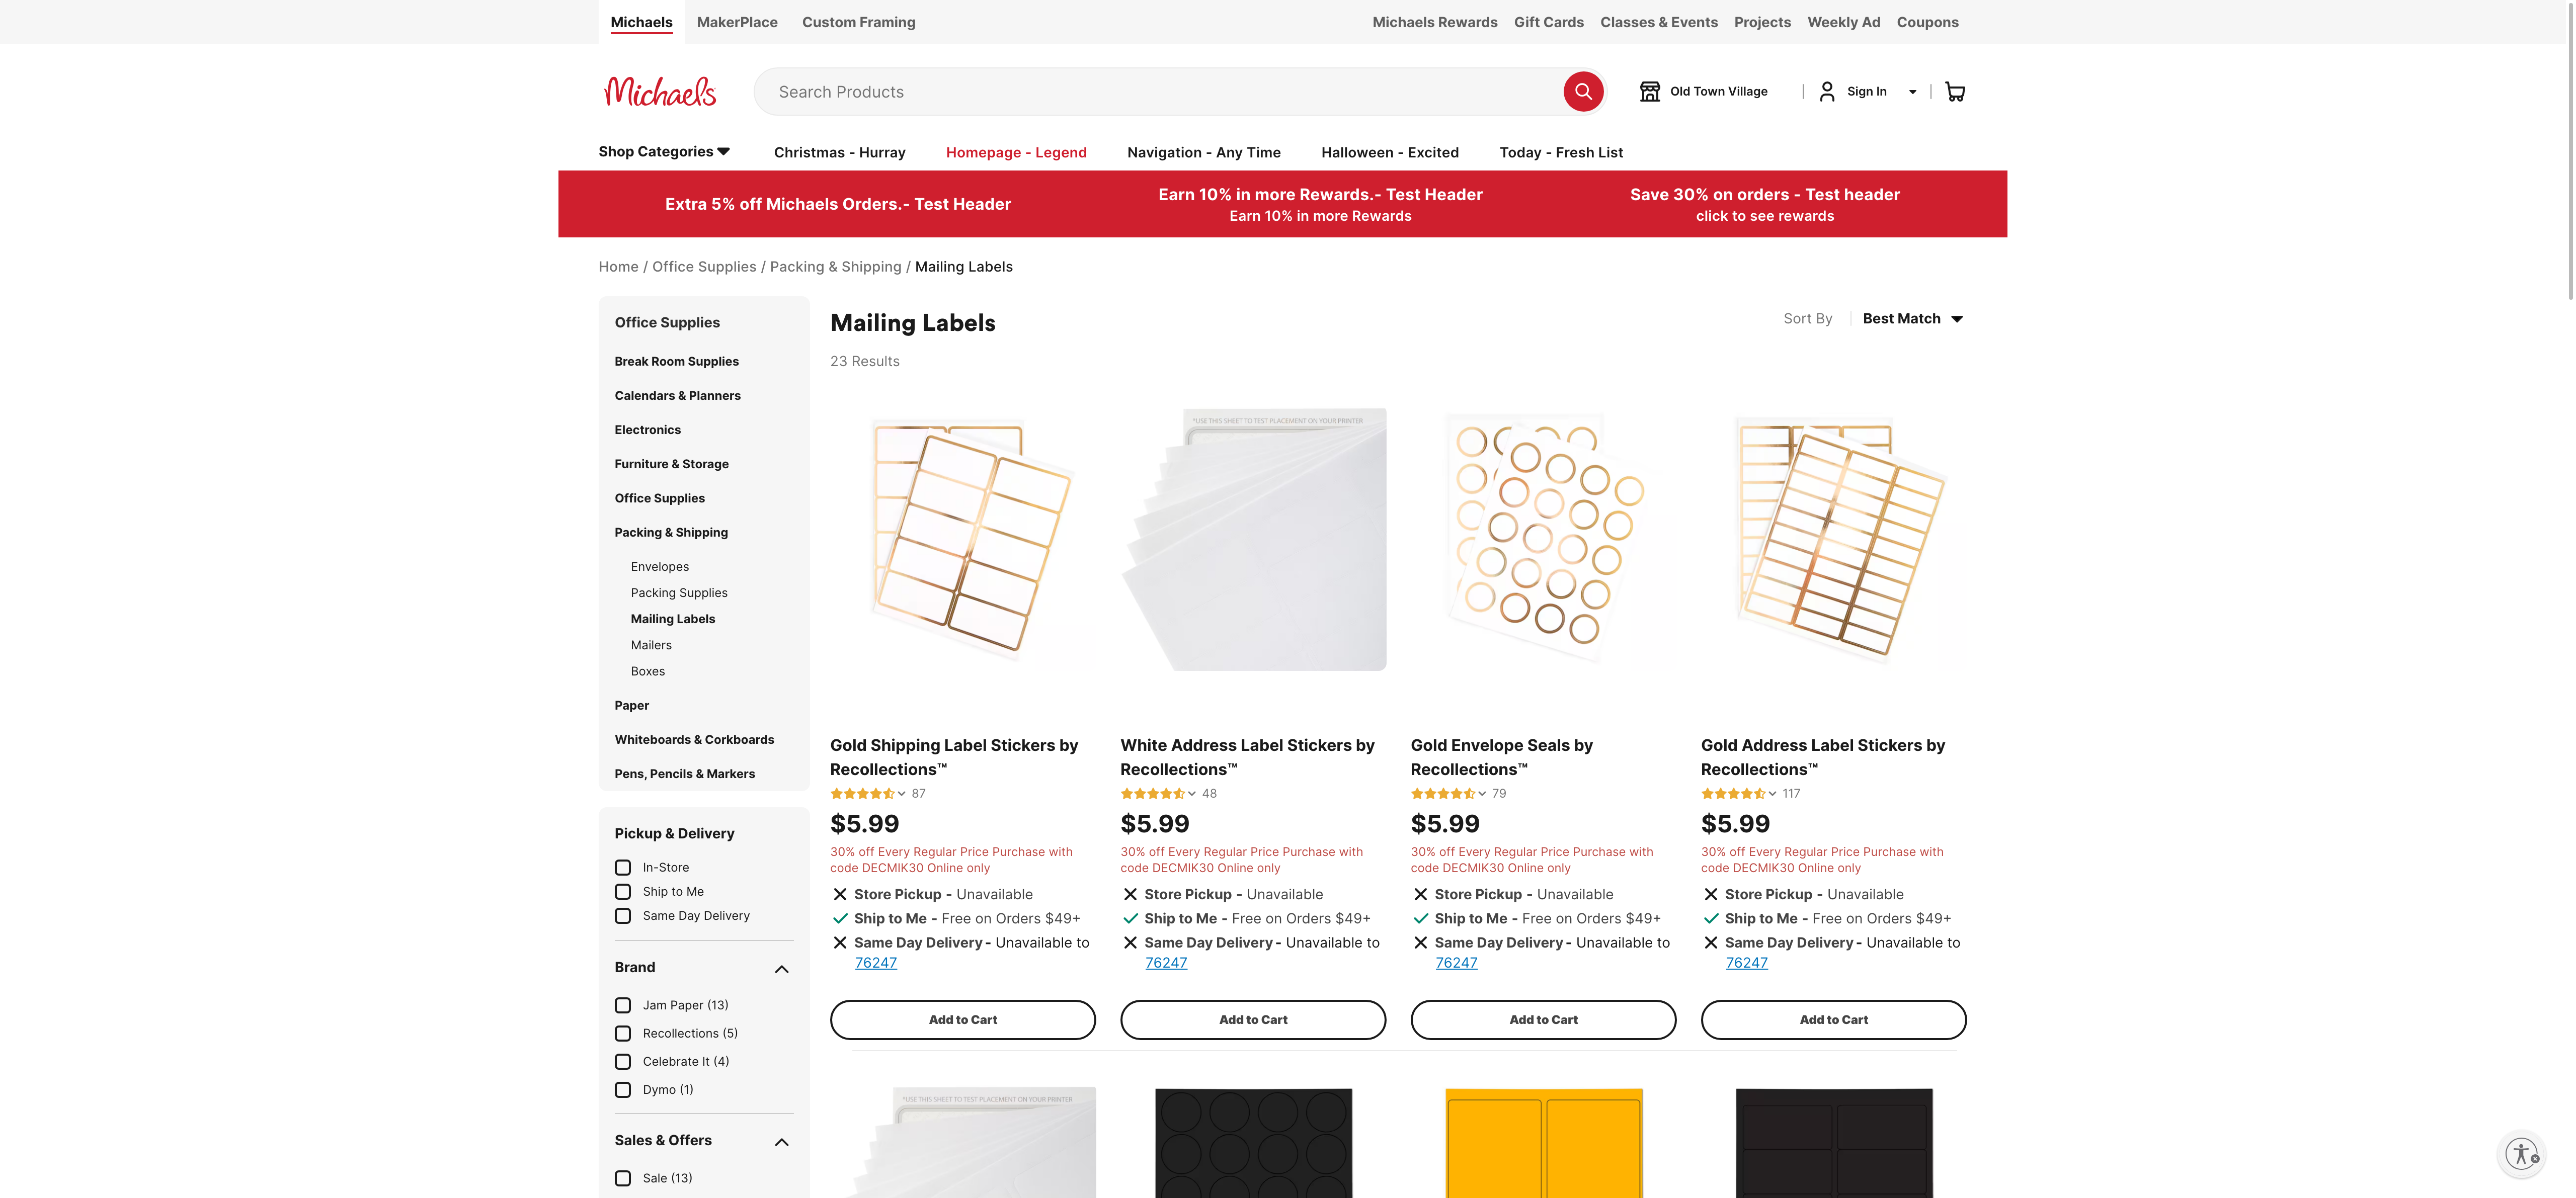 Michaels MakerPlace Custom Framing
Michaels Rewards Gift Cards Classes & Events Projects Weekly Ad Coupons
Michaels
Search Products
Old Town Village
Sign In
Shop Categories Christmas - Hurray Homepage - Legend Navigation - Any Time Halloween - Excited Today - Fresh List
Extra 5% off Michaels Orders.- Test Header
Earn 10% in more Rewards.- Test Header
Earn 10% in more Rewards
Save 30% on orders - Test header
click to see rewards
Home / Office Supplies / Packing & Shipping / Mailing Labels
Office Supplies
Break Room Supplies
Calendars & Planners
Electronics
Furniture & Storage
Office Supplies
Packing & Shipping
Envelopes
Packing Supplies
Mailing Labels
Mailers
Boxes
Paper
Whiteboards & Corkboards
Pens, Pencils & Markers
Pickup & Delivery
In-Store
Ship to Me
Same Day Delivery
Brand
Jam Paper (13)
Recollections (5)
Celebrate It (4)
Dymo (1)
Sales & Offers
Sale (13)
Mailing Labels
23 Results
Sort By Best Match
Gold Shipping Label Stickers by
Recollections™
87
$5.99
30% off Every Regular Price Purchase with
code DECMIK30 Online only
Store Pickup - Unavailable
Ship to Me - Free on Orders $49+
Same Day Delivery - Unavailable to
76247
Add to Cart
*USE THIS SHEET TO TEST PLACEMENT ON YOUR PRINTER
White Address Label Stickers by
Recollections™
48
$5.99
30% off Every Regular Price Purchase with
code DECMIK30 Online only
Store Pickup - Unavailable
Ship to Me - Free on Orders $49+
Same Day Delivery - Unavailable to
76247
Add to Cart
Gold Envelope Seals by
Recollections™
79
$5.99
30% off Every Regular Price Purchase with
code DECMIK30 Online only
Store Pickup - Unavailable
Ship to Me - Free on Orders $49+
Same Day Delivery - Unavailable to
76247
Add to Cart
Gold Address Label Stickers by
Recollections™
117
$5.99
30% off Every Regular Price Purchase with
code DECMIK30 Online only
Store Pickup - Unavailable
Ship to Me - Free on Orders $49+
Same Day Delivery - Unavailable to
76247
Add to Cart
*USE THIS SHEET TO TEST PLACEMENT ON YOUR PRINTER